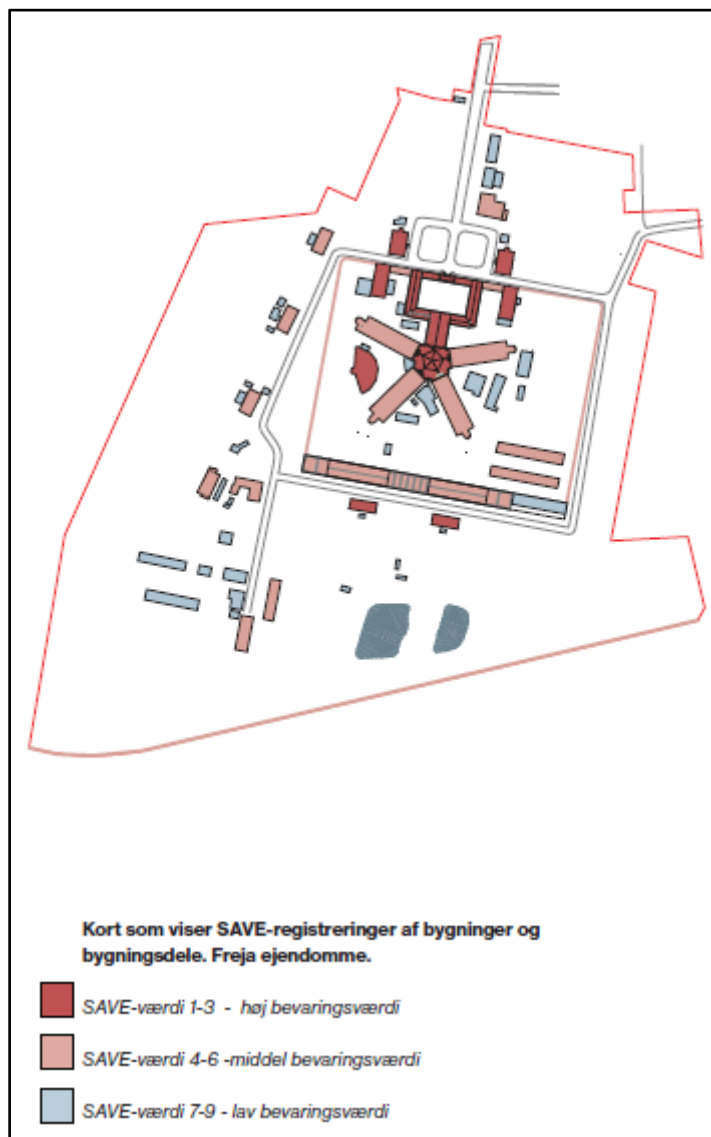 Kort som viser SAVE-registreringer af bygninger og
bygningsdele. Freja ejendomme.
SAVE-værdi 1-3 - høj bevaringsværdi
SAVE-værdi 4-6 -middel bevaringsværdi
SAVE-værdi 7-9 - lav bevaringsværdi